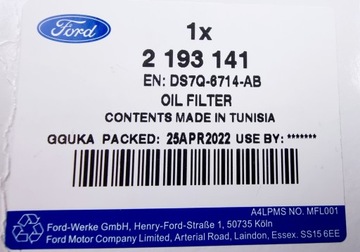 Ford
1x
2 193 141
EN: DS7Q-6714-AB
OIL FILTER
CONTENTS MADE IN TUNISIA
GGUKA PACKED: 25APR2022 USE BY: *******
A4LPMS NO. MFL001
Ford-Werke GmbH, Henry-Ford-Straße 1, 50735 Köln
Ford Motor Company Limited, Arterial Road, Laindon, Essex. SS15 6EE